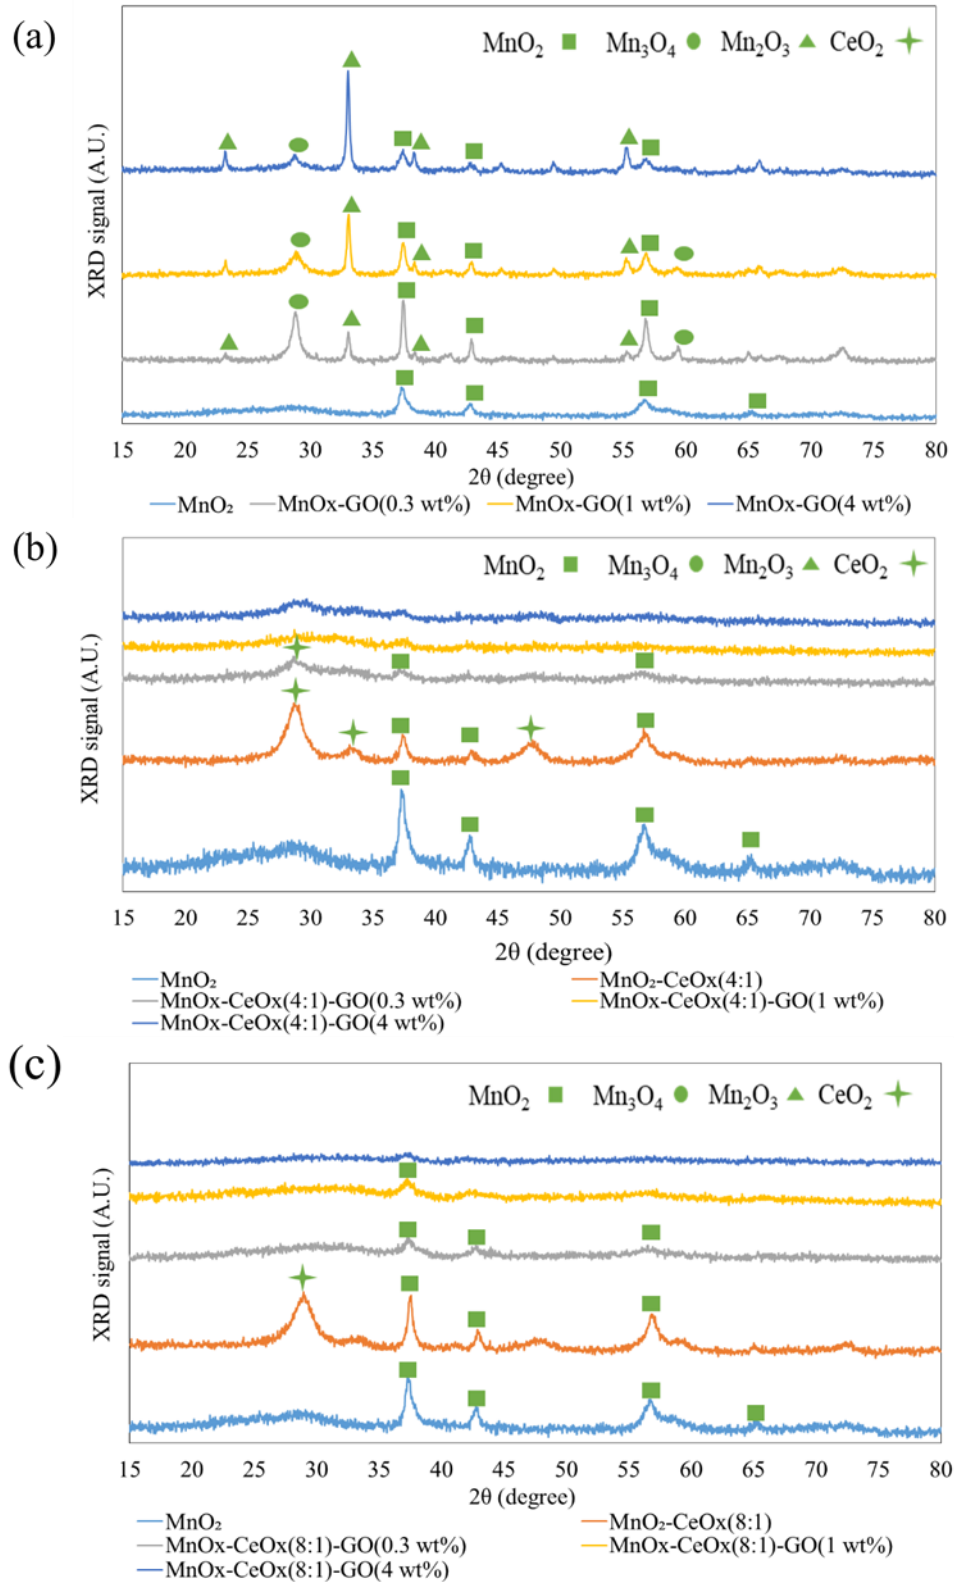 (a)
MnO₂ Mn₃O₄ Mn₂O₃ CeO₂
XRD signal (A.U.)
15 20 25 30 35 40 45 50 55 60 65 70 75 80
2θ (degree)
MnO₂ MnOx-GO(0.3 wt%) MnOx-GO(1 wt%) MnOx-GO(4 wt%)
(b)
MnO₂ Mn₃O₄ Mn₂O₃ CeO₂
XRD signal (A.U.)
15 20 25 30 35 40 45 50 55 60 65 70 75 80
2θ (degree)
MnO₂ MnO₂-CeOx(4:1)
MnOx-CeOx(4:1)-GO(0.3 wt%) MnOx-CeOx(4:1)-GO(1 wt%)
MnOx-CeOx(4:1)-GO(4 wt%)
(c)
MnO₂ Mn₃O₄ Mn₂O₃ CeO₂
XRD signal (A.U.)
15 20 25 30 35 40 45 50 55 60 65 70 75 80
2θ (degree)
MnO₂ MnO₂-CeOx(8:1)
MnOx-CeOx(8:1)-GO(0.3 wt%) MnOx-CeOx(8:1)-GO(1 wt%)
MnOx-CeOx(8:1)-GO(4 wt%)